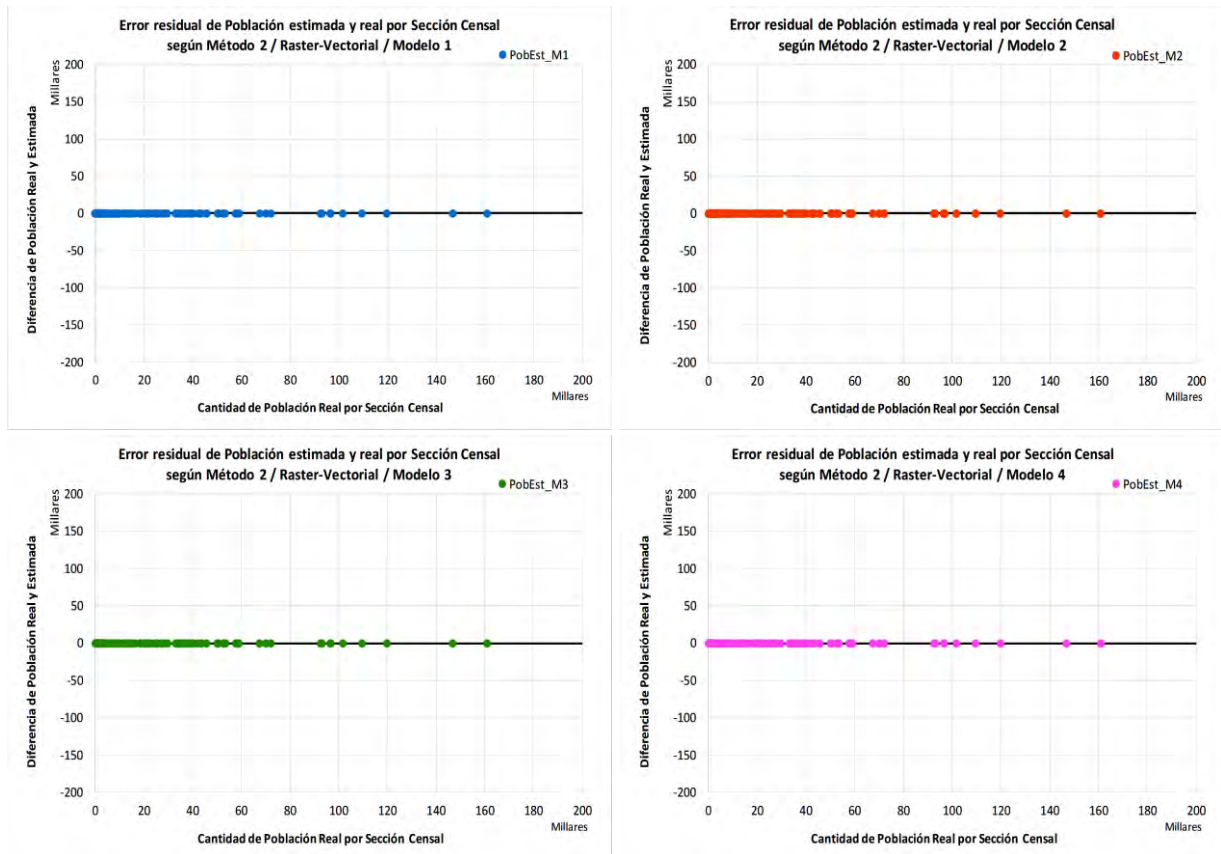 Error residual de Población estimada y real por Sección Censal
según Método 2 / Raster-Vectorial / Modelo 1
PobEst_M1
Millares
Diferencia de Población Real y Estimada
200
150
100
50
0
-50
-100
-150
-200
0 20 40 60 80 100 120 140 160 180 200
Millares
Cantidad de Población Real por Sección Censal
Error residual de Población estimada y real por Sección Censal
según Método 2 / Raster-Vectorial / Modelo 2
PobEst_M2
Millares
Diferencia de Población Real y Estimada
200
150
100
50
0
-50
-100
-150
-200
0 20 40 60 80 100 120 140 160 180 200
Millares
Cantidad de Población Real por Sección Censal
Error residual de Población estimada y real por Sección Censal
según Método 2 / Raster-Vectorial / Modelo 3
PobEst_M3
Millares
Diferencia de Población Real y Estimada
200
150
100
50
0
-50
-100
-150
-200
0 20 40 60 80 100 120 140 160 180 200
Millares
Cantidad de Población Real por Sección Censal
Error residual de Población estimada y real por Sección Censal
según Método 2 / Raster-Vectorial / Modelo 4
PobEst_M4
Millares
Diferencia de Población Real y Estimada
200
150
100
50
0
-50
-100
-150
-200
0 20 40 60 80 100 120 140 160 180 200
Millares
Cantidad de Población Real por Sección Censal